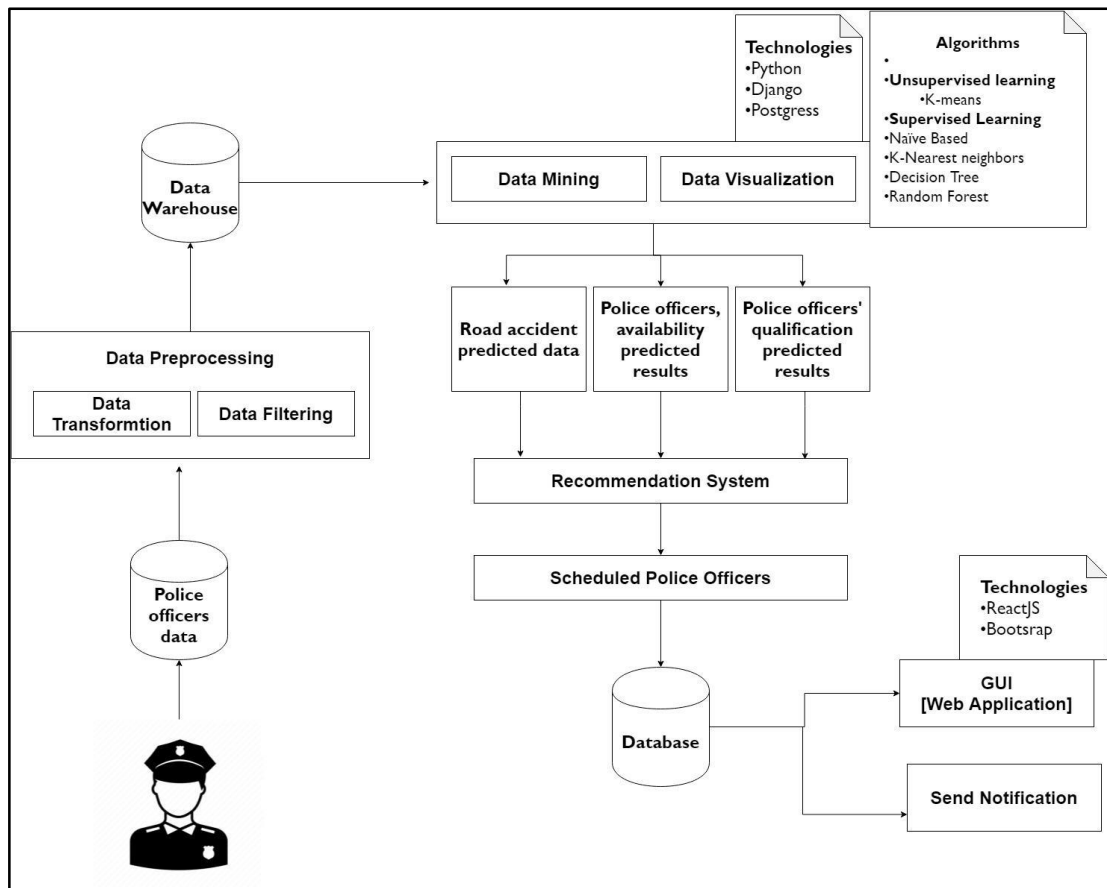 Technologies
•Python
•Django
•Postgress
Algorithms
•
•Unsupervised learning
•K-means
•Supervised Learning
•Naïve Based
•K-Nearest neighbors
•Decision Tree
•Random Forest
Data
Warehouse
Data Mining
Data Visualization
Road accident
predicted data
Police officers,
availability
predicted
results
Police officers'
qualification
predicted
results
Data Preprocessing
Data
Transformtion
Data Filtering
Recommendation System
Scheduled Police Officers
Police
officers
data
Technologies
•ReactJS
•Bootsrap
GUI
[Web Application]
Database
Send Notification